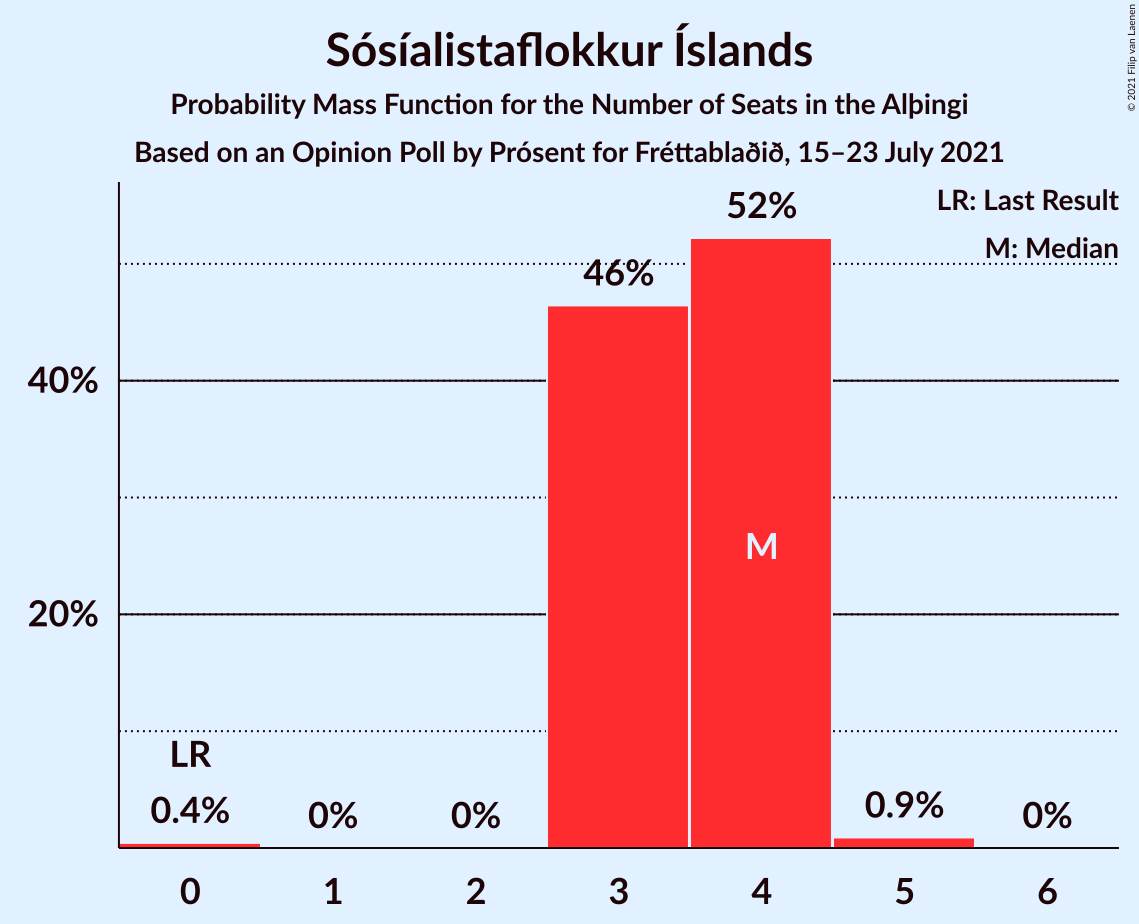 Sósíalistaflokkur Íslands
Probability Mass Function for the Number of Seats in the Alþingi
Based on an Opinion Poll by Prósent for Fréttablaðið, 15–23 July 2021
© 2021 Filip van Laenen
LR: Last Result
M: Median
52%
46%
40%
M
20%
LR
0.4%
0%
0%
0.9%
0%
0 1 2 3 4 5 6